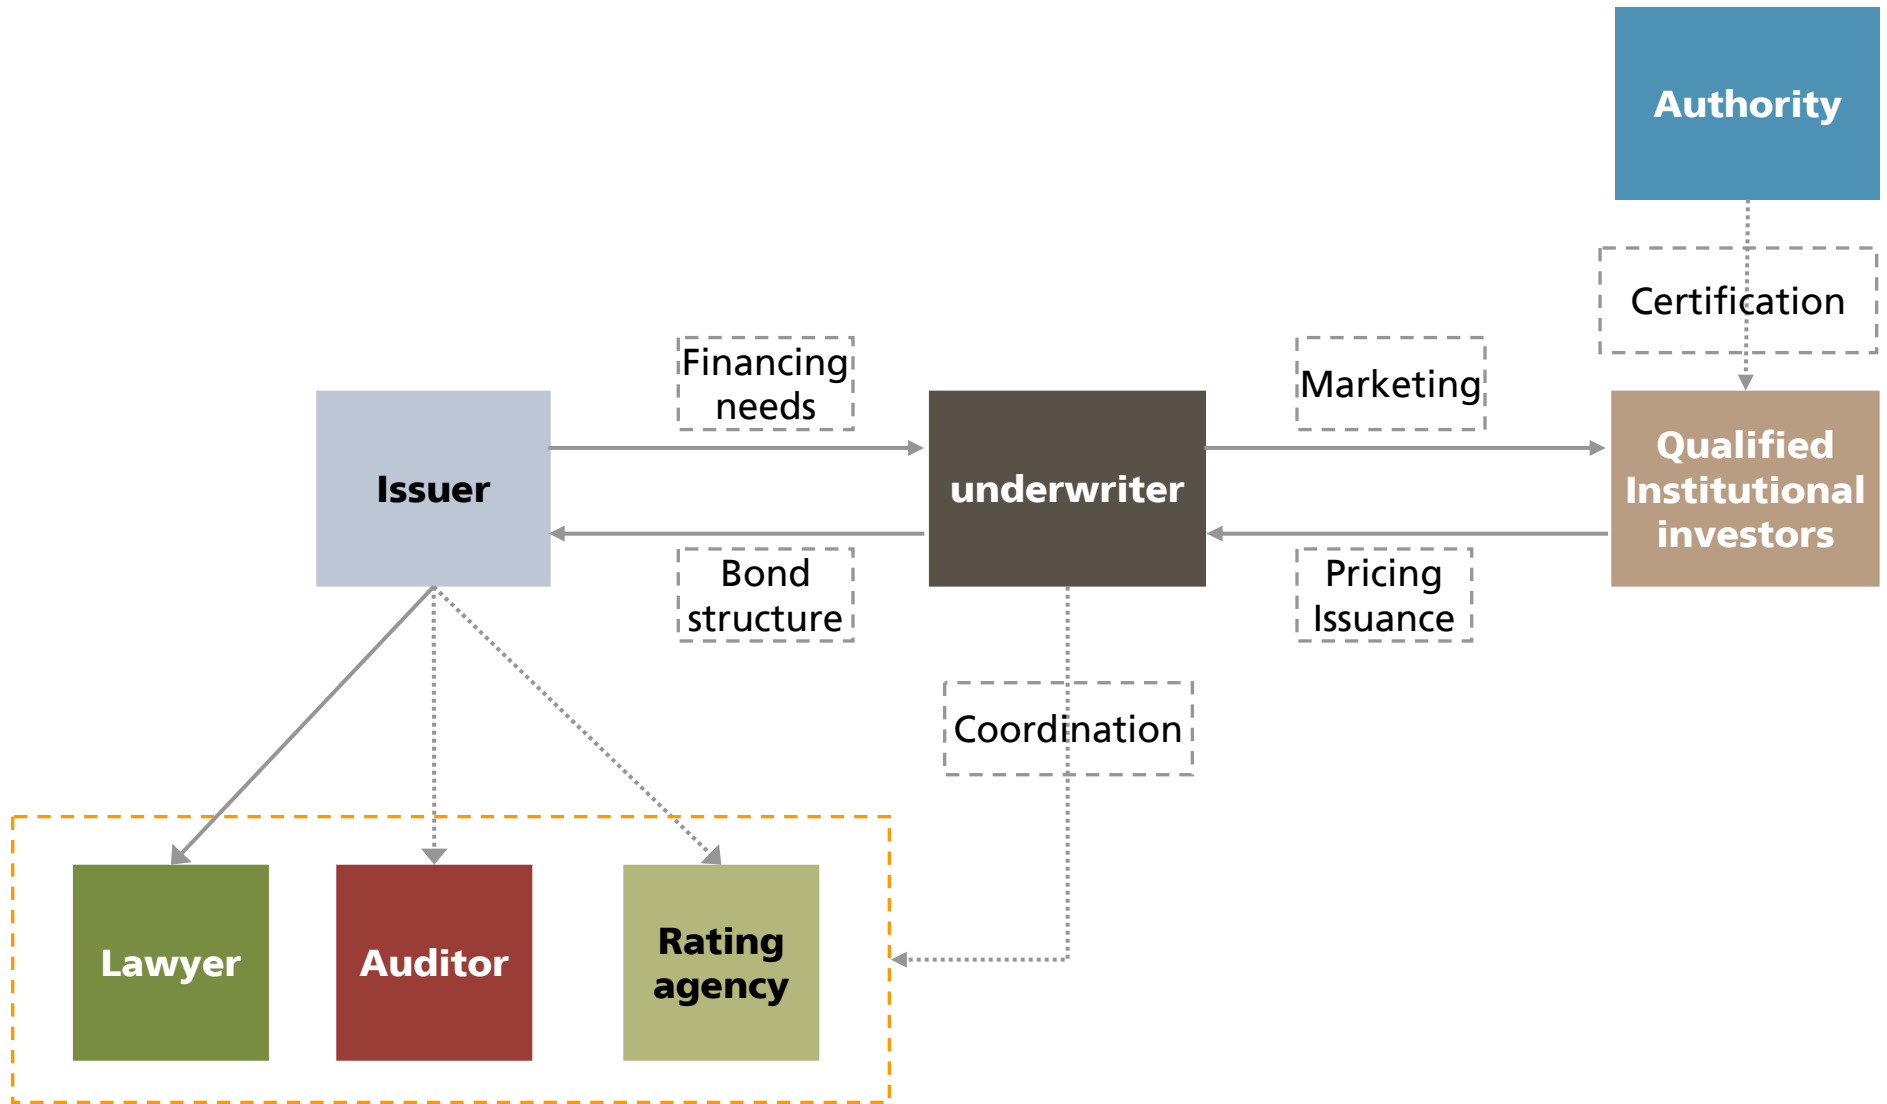 Authority
Certification
Financing
needs
Marketing
Issuer
underwriter
Qualified
Institutional
investors
Bond
structure
Pricing
Issuance
Coordination
Lawyer
Auditor
Rating
agency